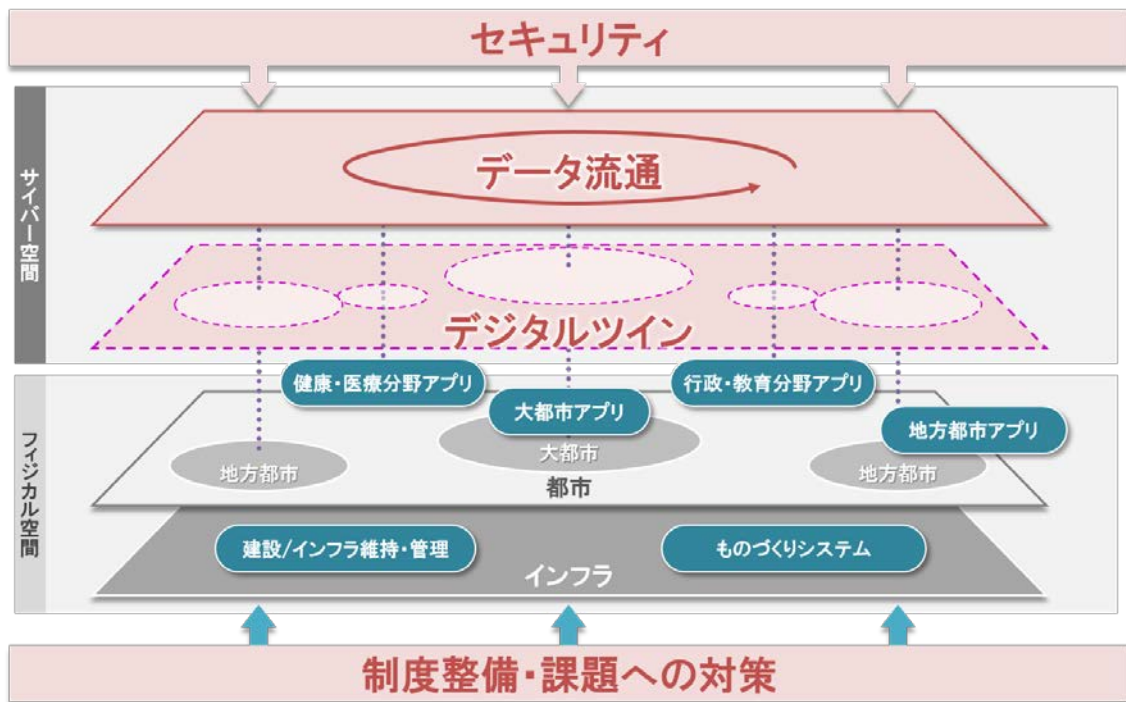 セキュリティ
サイバー空間
データ流通
デジタルツイン
フィジカル空間
健康・医療分野アプリ
行政・教育分野アプリ
大都市アプリ
地方都市アプリ
地方都市
大都市
地方都市
都市
建設/インフラ維持・管理
ものづくりシステム
インフラ
制度整備・課題への対策